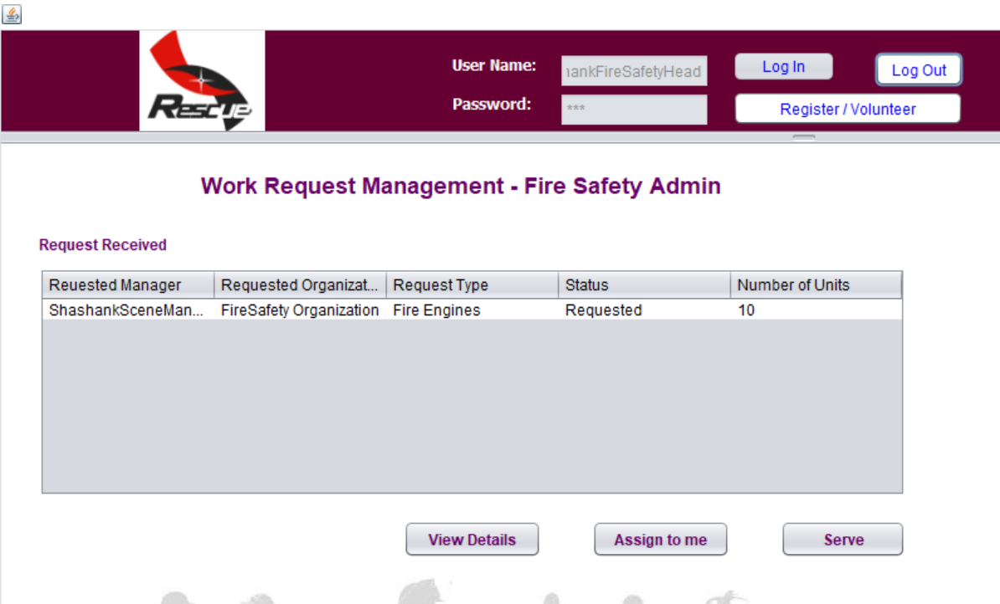 User Name:
ıankFireSafetyHead
Log In
Log Out
Rescue
Password:
***
Register / Volunteer
Work Request Management - Fire Safety Admin
Request Received
Reuested Manager Requested Organizat... Request Type Status Number of Units
ShashankSceneMan... FireSafety Organization Fire Engines Requested 10
View Details Assign to me Serve